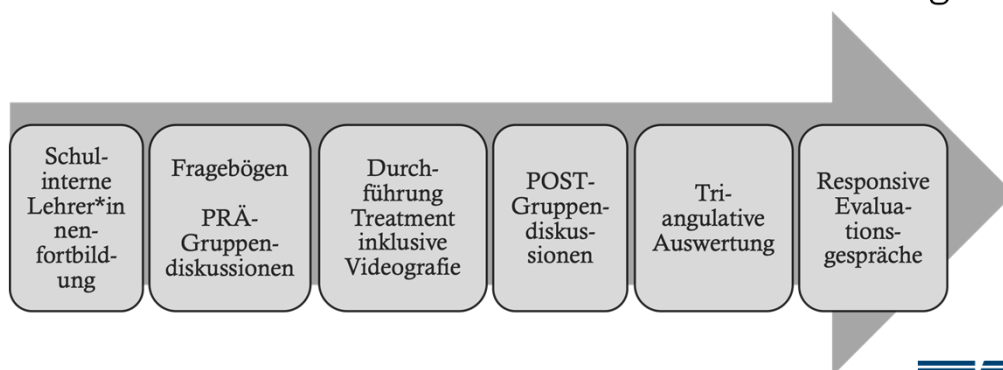 g
Schul-
interne
Lehrer*in
nen-
fortbild-
ung
Fragebögen
PRÄ-
Gruppen-
diskussionen
Durch-
führung
Treatment
inklusive
Videografie
POST-
Gruppen-
diskus-
sionen
Tri-
angulative
Auswertung
Responsive
Evalua-
tions-
gespräche